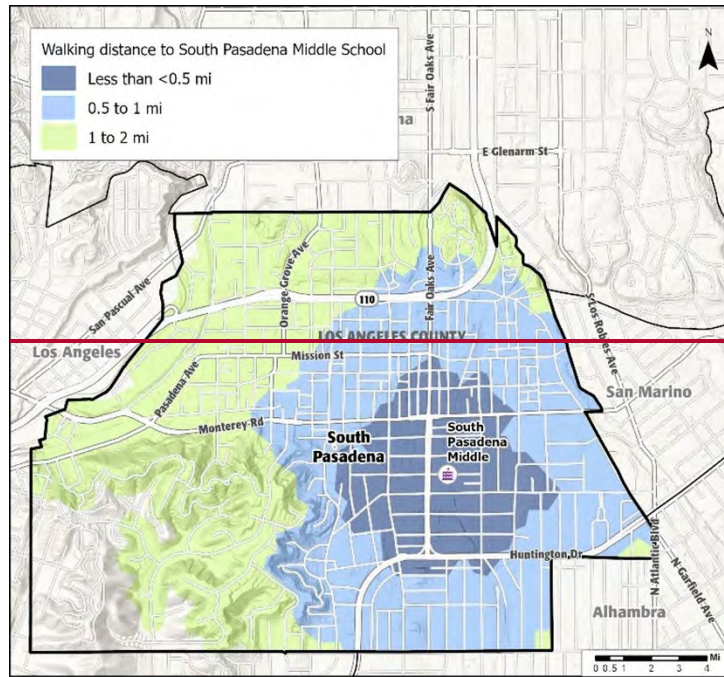 Walking distance to South Pasadena Middle School
Less than <0.5 mi
0.5 to 1 mi
1 to 2 mi
N
S Fair Oaks Ave
na
E Glenarm St
San Pascual Ave
Orange Grove Ave
110
Fair Oaks Ave
S Los Robles Ave
LOS ANGELES COUNTY
Los Angeles
Mission St
Pasadena Ave
San Marino
Monterey Rd
South
Pasadena
South
Pasadena
Middle
Huntington Dr
N Atlantic Blvd
N Garfield Ave
Alhambra
Mi
0 0.5 1 2 3 4